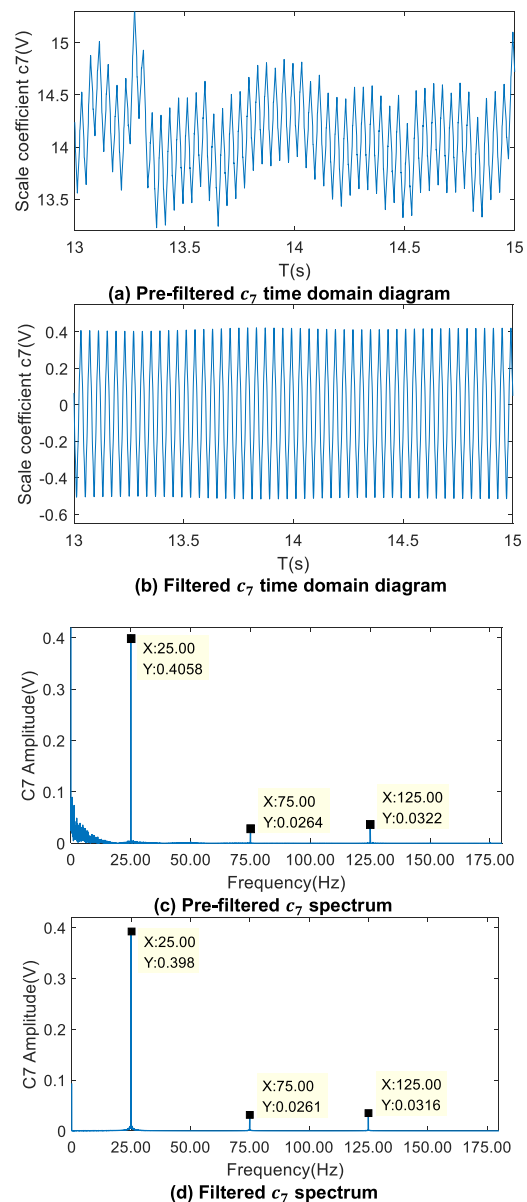 15
14.5
14
13.5
Scale coefficient c7(V)
13
13.5
14
14.5
15
T(s)
(a) Pre-filtered c₇ time domain diagram
0.4
0.2
0
-0.2
-0.4
-0.6
Scale coefficient c7(V)
13
13.5
14
14.5
15
T(s)
(b) Filtered c₇ time domain diagram
0.4
0.3
0.2
0.1
0
C7 Amplitude(V)
X:25.00
Y:0.4058
X:75.00
Y:0.0264
X:125.00
Y:0.0322
0
25.00
50.00
75.00
100.00
125.00
150.00
175.00
Frequency(Hz)
(c) Pre-filtered c₇ spectrum
0.4
0.3
0.2
0.1
0
C7 Amplitude(V)
X:25.00
Y:0.398
X:75.00
Y:0.0261
X:125.00
Y:0.0316
0
25.00
50.00
75.00
100.00
125.00
150.00
175.00
Frequency(Hz)
(d) Filtered c₇ spectrum